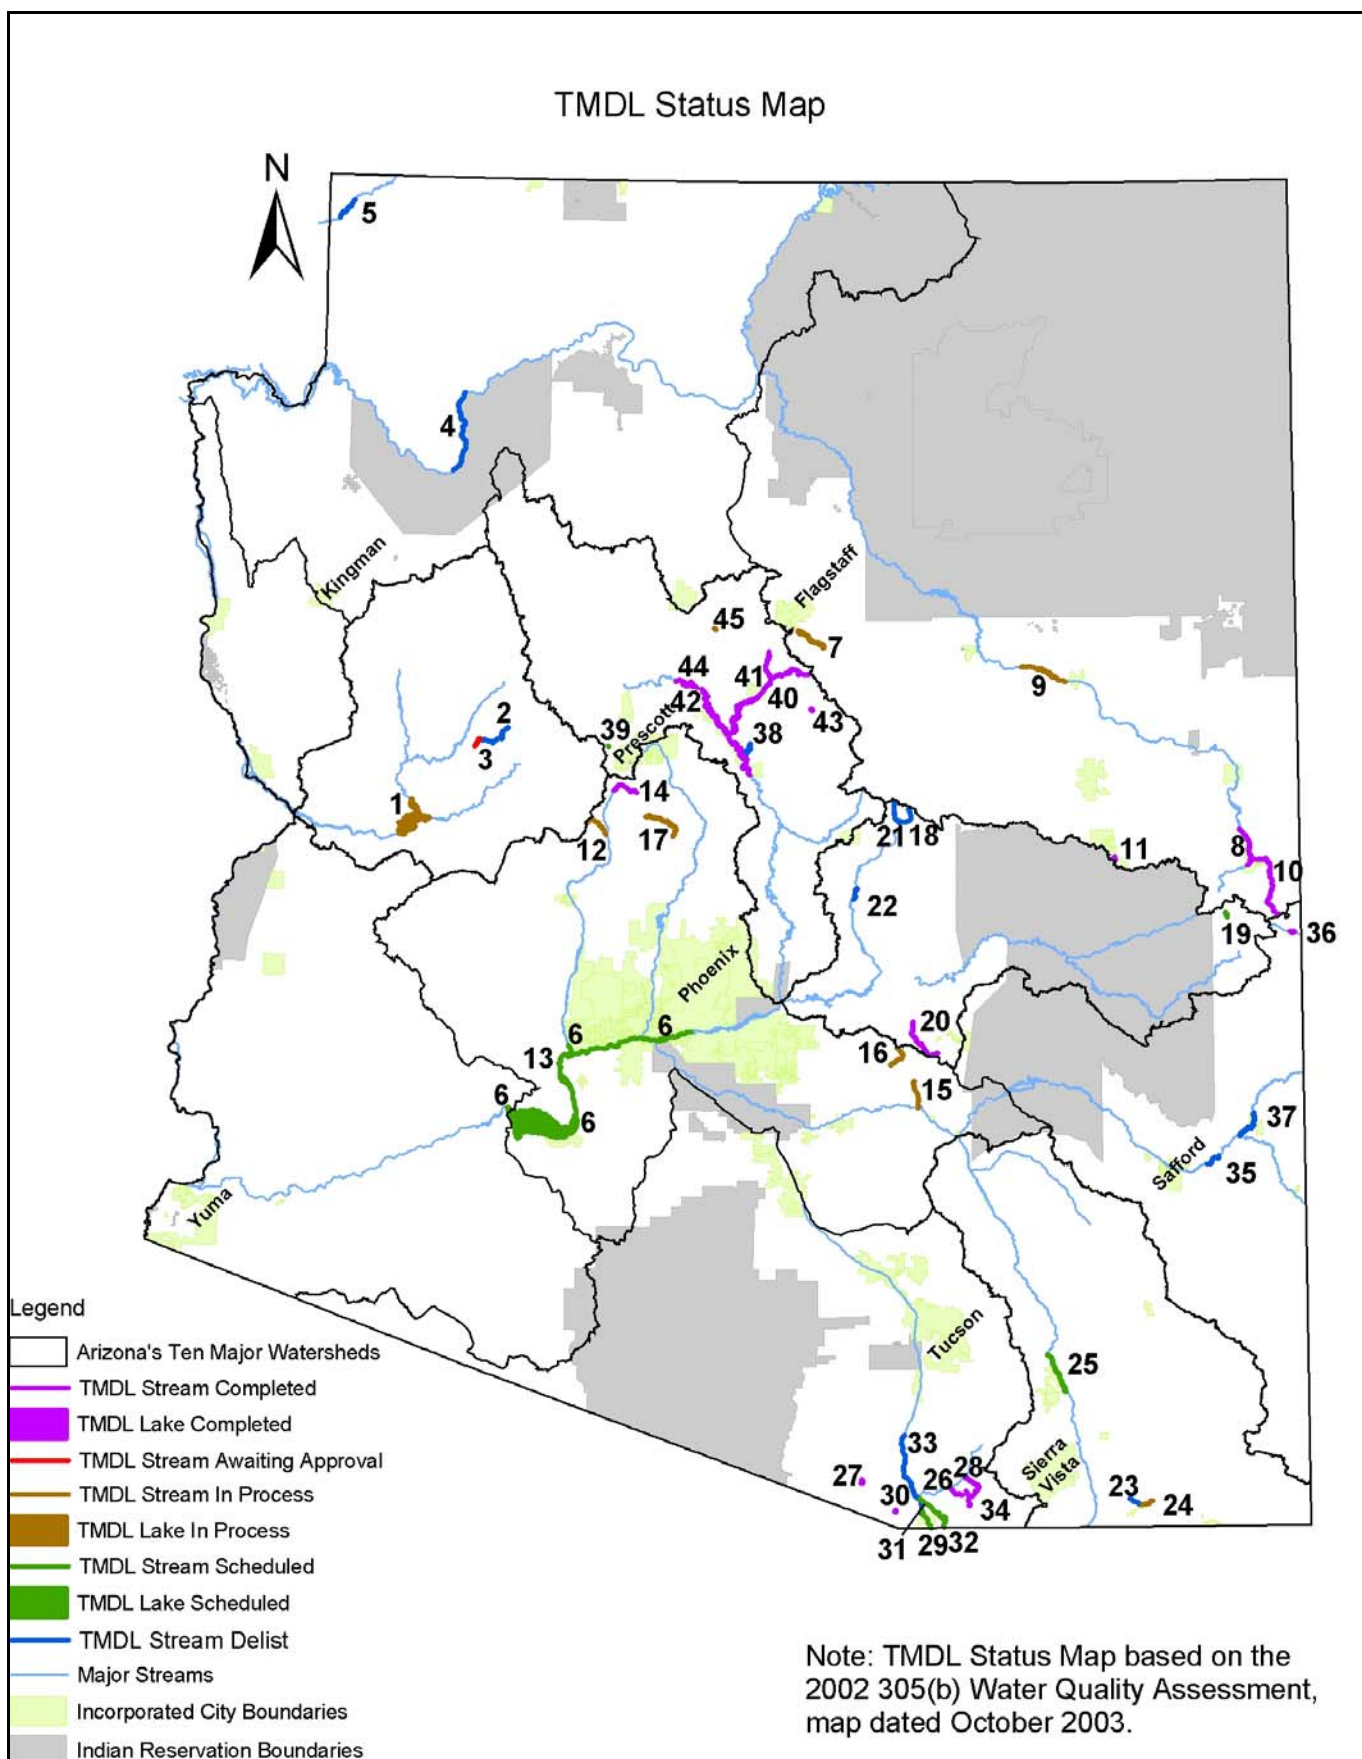 TMDL Status Map
N
5
4
Kingman
Flagstaff
45
7
44
41
9
42
40
2
43
39
Prescott
38
3
1
14
21 18
17
12
11
8
10
22
19
36
Phoenix
20
6
6
16
13
15
6
6
37
Safford
35
Yuma
Tucson
25
33
Sierra
Vista
28
27
26
23
30
34
24
31
29 32
Legend
Arizona's Ten Major Watersheds
TMDL Stream Completed
TMDL Lake Completed
TMDL Stream Awaiting Approval
TMDL Stream In Process
TMDL Lake In Process
TMDL Stream Scheduled
TMDL Lake Scheduled
TMDL Stream Delist
Major Streams
Incorporated City Boundaries
Indian Reservation Boundaries
Note: TMDL Status Map based on the
2002 305(b) Water Quality Assessment,
map dated October 2003.